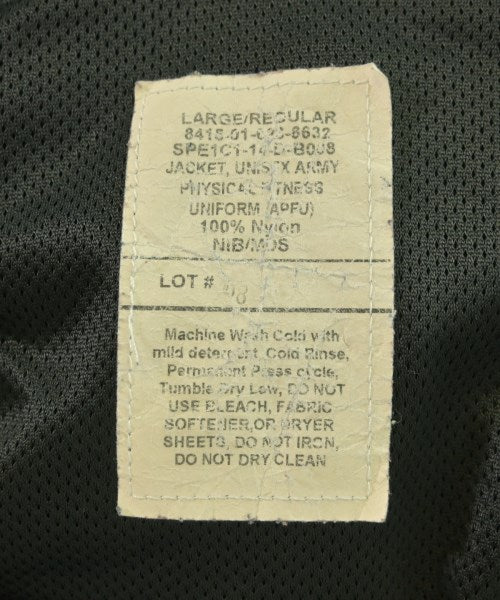 LARGE/REGULAR
SPE1C1-14-D-B008
JACKET, UNISEX ARMY
PHYSICAL FITNESS
UNIFORM (APFU)
100% Nylon
NIB/MDS
LOT #
Machine Wash Cold with
mild detergent, Cold Rinse,
Permanent Press cycle,
Tumble Dry Low, DO NOT
USE BLEACH, FABRIC
SOFTENER,OR DRYER
SHEETS, DO NOT IRON,
DO NOT DRY CLEAN